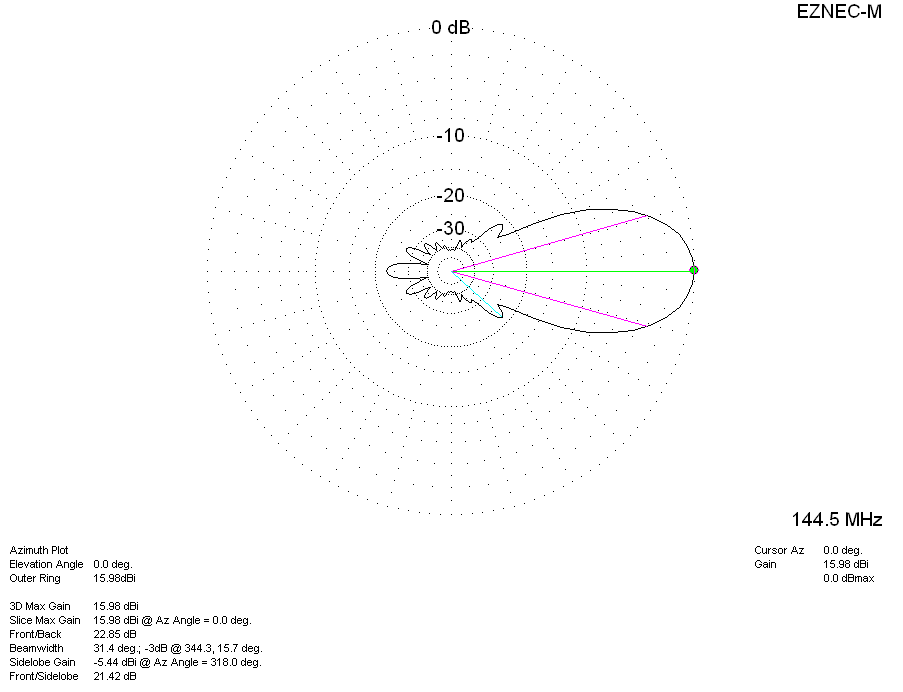 EZNEC-M
0 dB
-10
-20
-30
144.5 MHz
Azimuth Plot
Elevation Angle 0.0 deg.
Outer Ring 15.98dBi
Cursor Az 0.0 deg.
Gain 15.98 dBi
0.0 dBmax
3D Max Gain 15.98 dBi
Slice Max Gain 15.98 dBi @ Az Angle = 0.0 deg.
Front/Back 22.85 dB
Beamwidth 31.4 deg.; -3dB @ 344.3, 15.7 deg.
Sidelobe Gain -5.44 dBi @ Az Angle = 318.0 deg.
Front/Sidelobe 21.42 dB